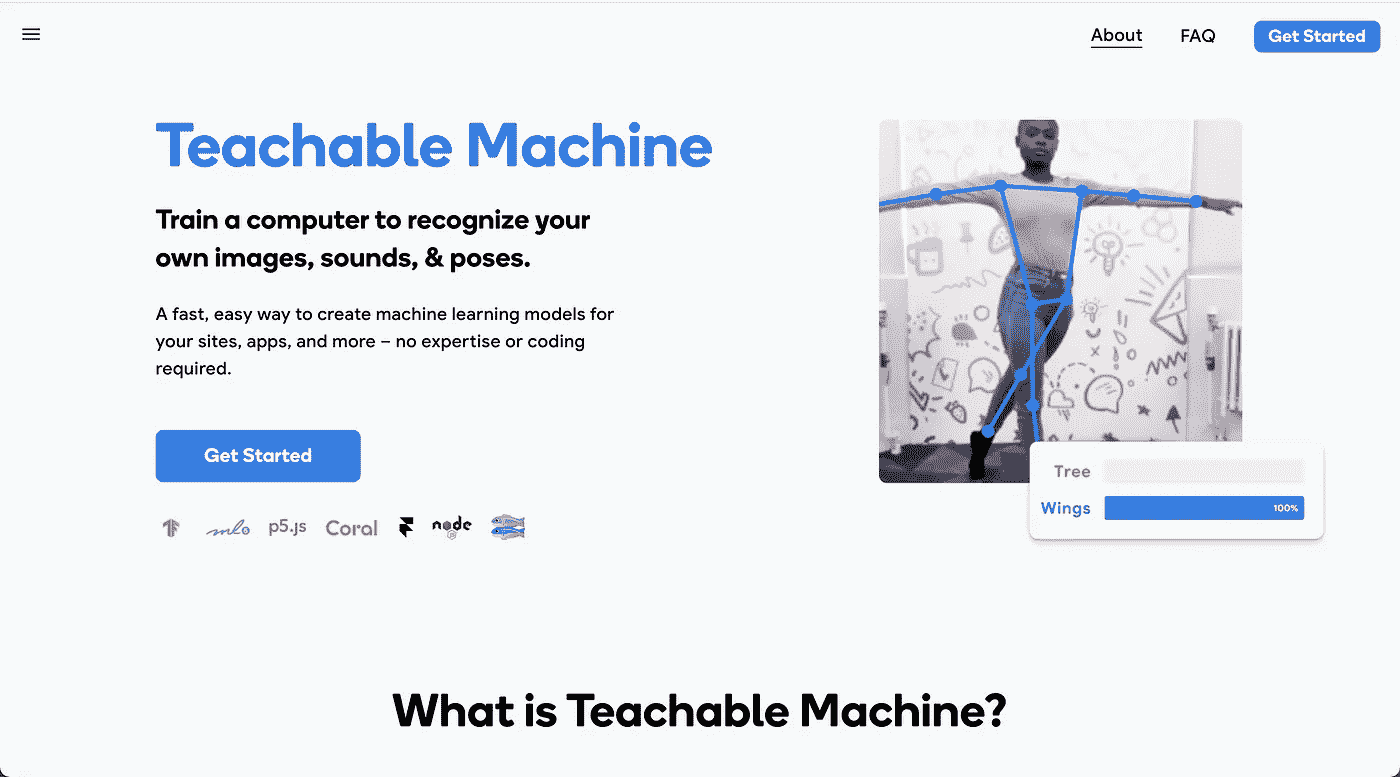 About FAQ Get Started
Teachable Machine
Train a computer to recognize your
own images, sounds, & poses.
A fast, easy way to create machine learning models for
your sites, apps, and more – no expertise or coding
required.
Get Started
p5.js Coral node
Tree
Wings 100%
What is Teachable Machine?